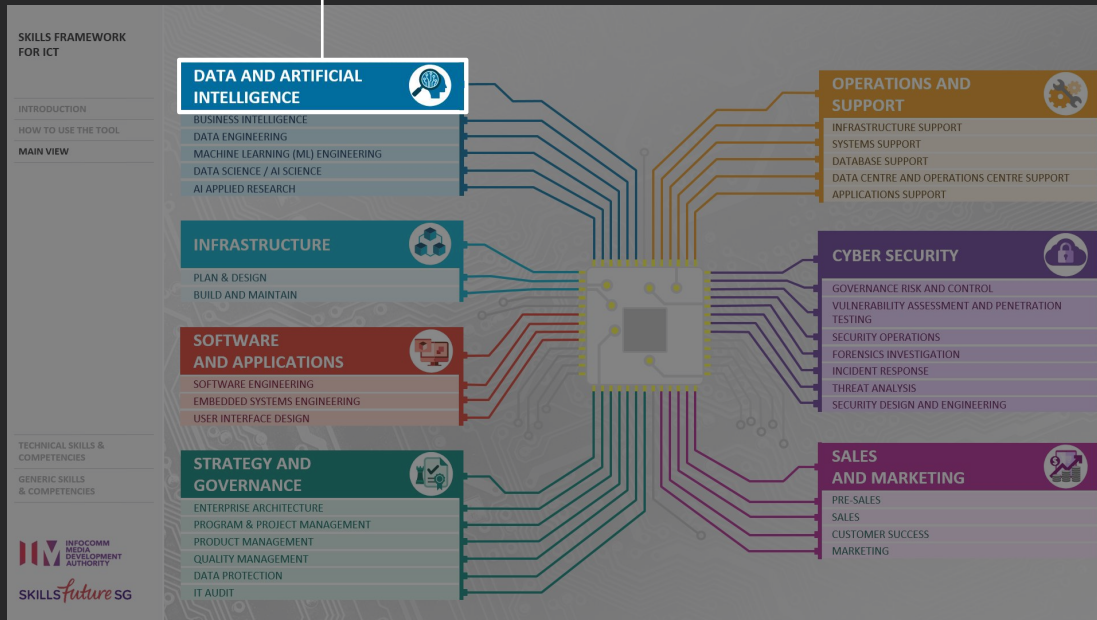 SKILLS FRAMEWORK
FOR ICT
INTRODUCTION
HOW TO USE THE TOOL
MAIN VIEW
TECHNICAL SKILLS &
COMPETENCIES
GENERIC SKILLS
& COMPETENCIES
INFOCOMM
MEDIA
DEVELOPMENT
AUTHORITY
SKILLS future SG
DATA AND ARTIFICIAL
INTELLIGENCE
BUSINESS INTELLIGENCE
DATA ENGINEERING
MACHINE LEARNING (ML) ENGINEERING
DATA SCIENCE / AI SCIENCE
AI APPLIED RESEARCH
INFRASTRUCTURE
PLAN & DESIGN
BUILD AND MAINTAIN
SOFTWARE
AND APPLICATIONS
SOFTWARE ENGINEERING
EMBEDDED SYSTEMS ENGINEERING
USER INTERFACE DESIGN
STRATEGY AND
GOVERNANCE
ENTERPRISE ARCHITECTURE
PROGRAM & PROJECT MANAGEMENT
PRODUCT MANAGEMENT
QUALITY MANAGEMENT
DATA PROTECTION
IT AUDIT
OPERATIONS AND
SUPPORT
INFRASTRUCTURE SUPPORT
SYSTEMS SUPPORT
DATABASE SUPPORT
DATA CENTRE AND OPERATIONS CENTRE SUPPORT
APPLICATIONS SUPPORT
CYBER SECURITY
GOVERNANCE RISK AND CONTROL
VULNERABILITY ASSESSMENT AND PENETRATION
TESTING
SECURITY OPERATIONS
FORENSICS INVESTIGATION
INCIDENT RESPONSE
THREAT ANALYSIS
SECURITY DESIGN AND ENGINEERING
SALES
AND MARKETING
PRE-SALES
SALES
CUSTOMER SUCCESS
MARKETING